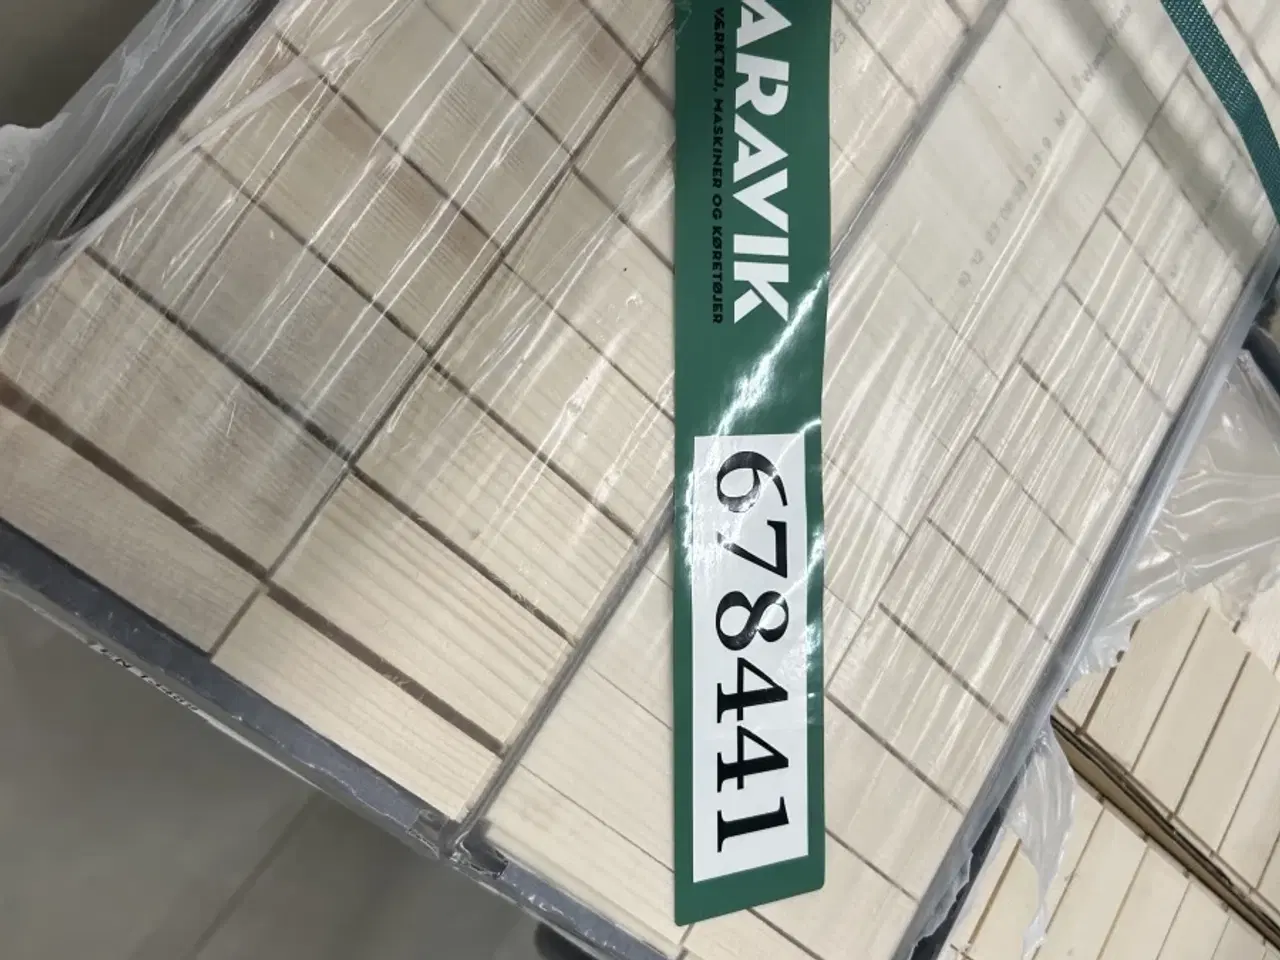 ARAVIK
VÆRKTØJ, MASKINER OG KØRETØJER
678441